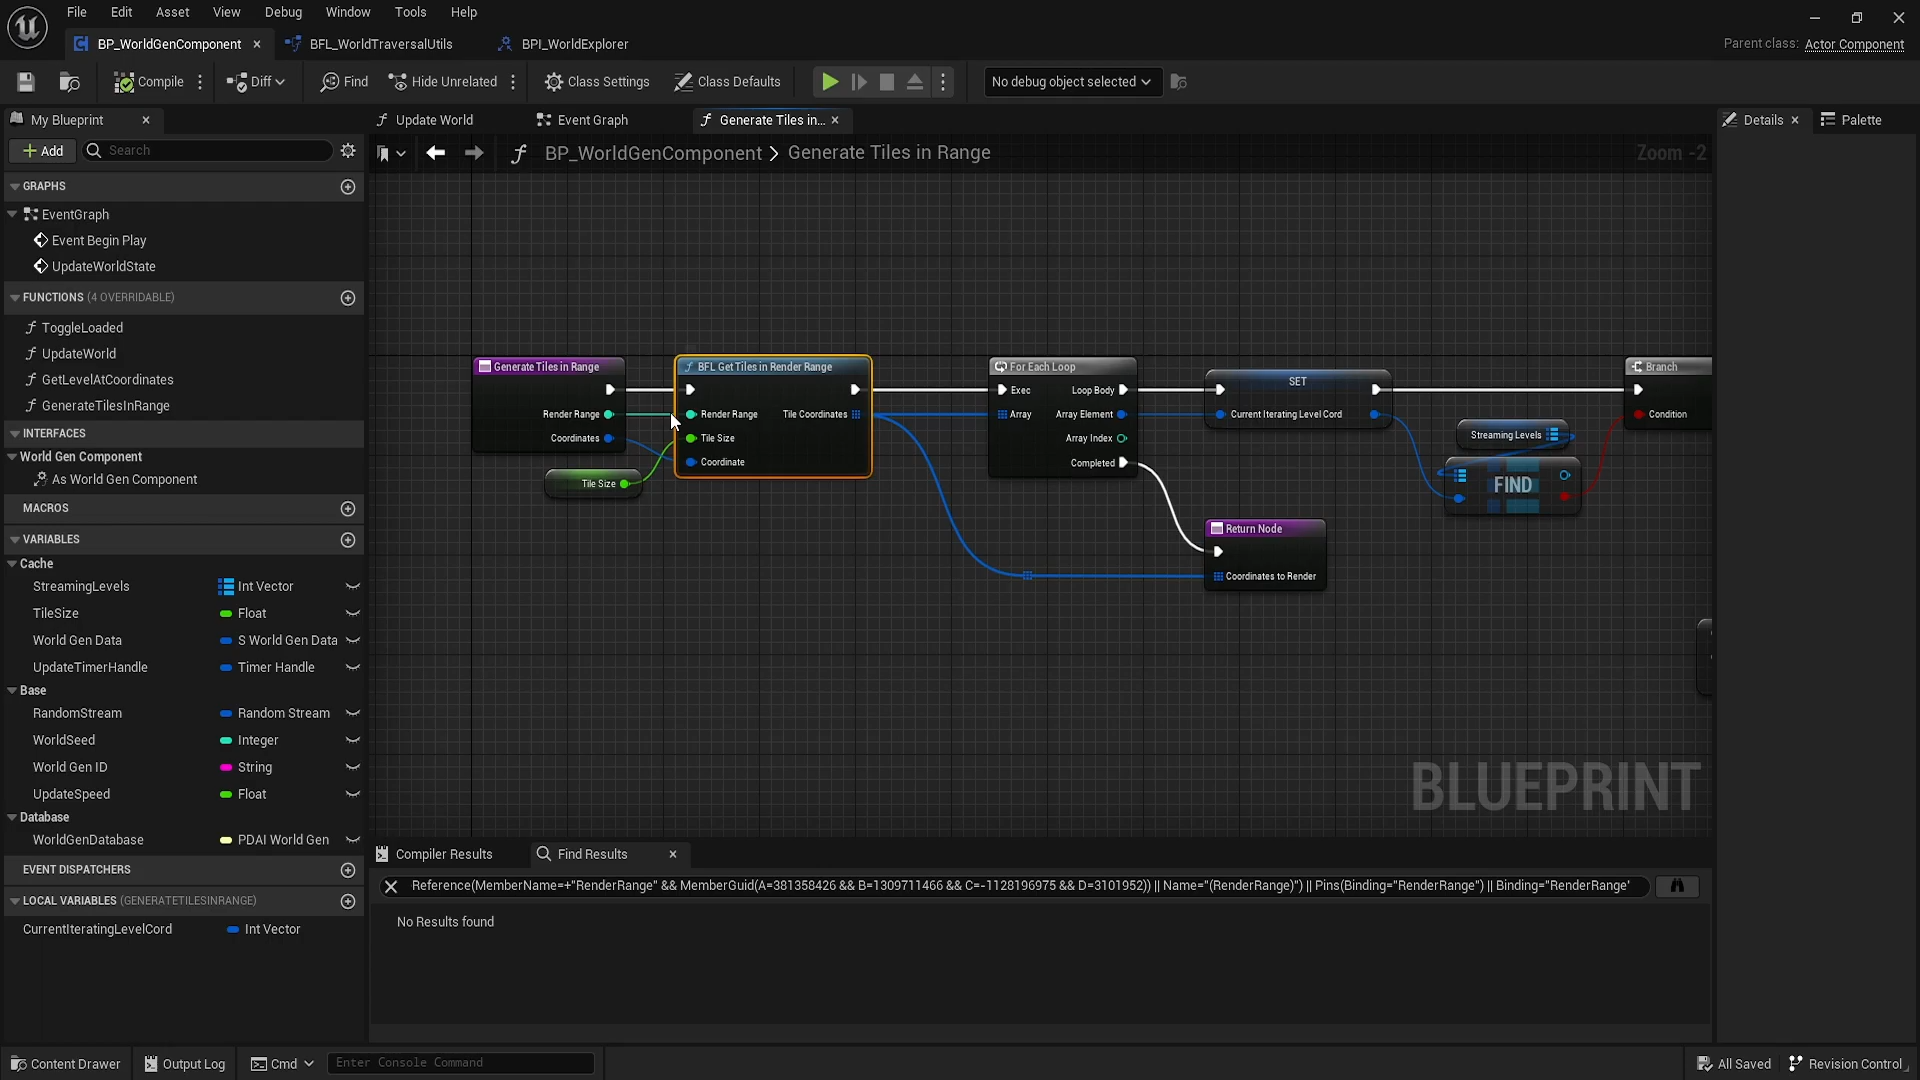 File Edit Asset View Debug Window Tools Help
BP_WorldGenComponent BFL_WorldTraversalUtils BPI_WorldExplorer
Parent class: Actor Component
Compile Diff Find Hide Unrelated Class Settings Class Defaults No debug object selected
My Blueprint
Update World Event Graph Generate Tiles in...
Details Palette
Add Search
BP_WorldGenComponent > Generate Tiles in Range
Zoom -2
GRAPHS
EventGraph
Event Begin Play
UpdateWorldState
FUNCTIONS (4 OVERRIDABLE)
ToggleLoaded
UpdateWorld
GetLevelAtCoordinates
GenerateTilesInRange
INTERFACES
World Gen Component
As World Gen Component
MACROS
VARIABLES
Cache
StreamingLevels Int Vector
TileSize Float
World Gen Data S World Gen Data
UpdateTimerHandle Timer Handle
Base
RandomStream Random Stream
WorldSeed Integer
World Gen ID String
UpdateSpeed Float
Database
WorldGenDatabase PDAI World Gen
EVENT DISPATCHERS
LOCAL VARIABLES (GENERATETILESINRANGE)
CurrentIteratingLevelCord Int Vector
Generate Tiles in Range
Render Range
Coordinates
Tile Size
BFL Get Tiles in Render Range
Render Range Tile Coordinates
Tile Size
Coordinate
For Each Loop
Exec Loop Body
Array Array Element
Array Index
Completed
SET
Current Iterating Level Cord
Return Node
Coordinates to Render
Streaming Levels
FIND
Branch
Condition
BLUEPRINT
Compiler Results Find Results
Reference(MemberName=+"RenderRange" && MemberGuid(A=381358426 && B=1309711466 && C=-1128196975 && D=3101952)) || Name="(RenderRange)") || Pins(Binding="RenderRange") || Binding="RenderRange"
No Results found
Content Drawer Output Log Cmd Enter Console Command
All Saved Revision Control